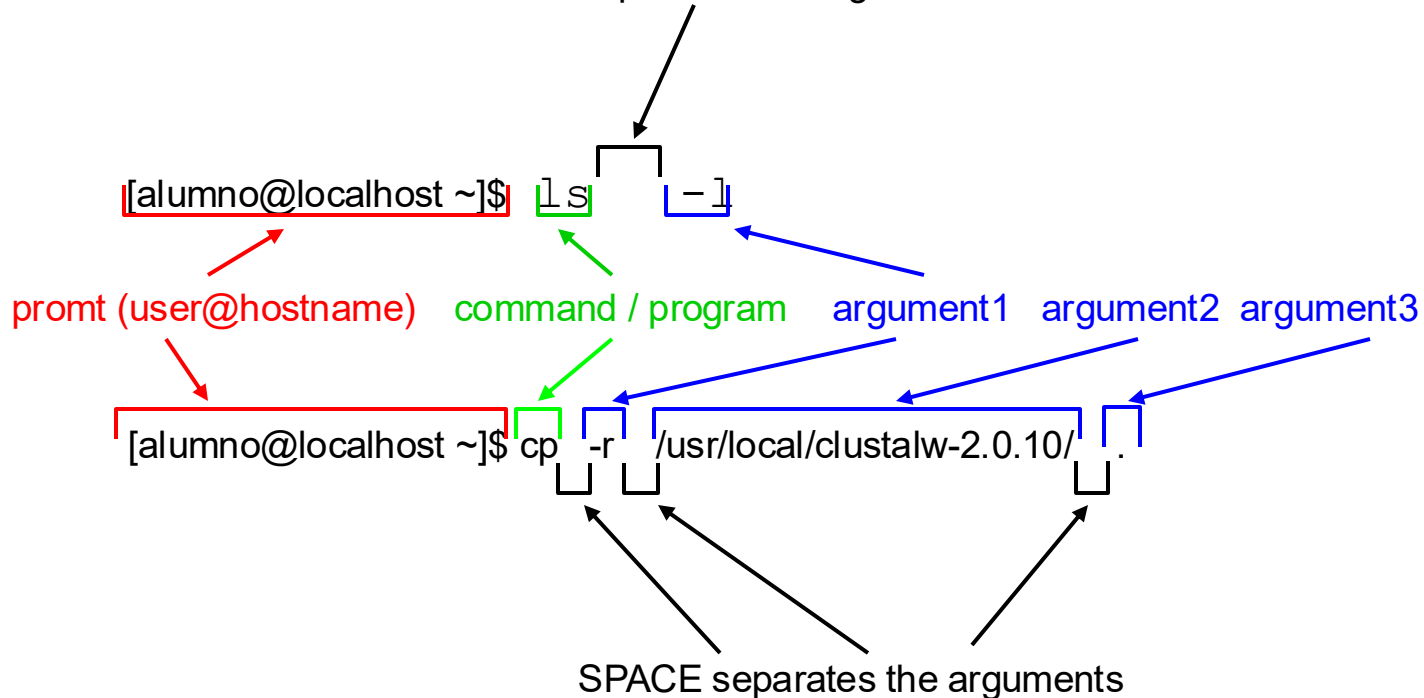 [alumno@localhost ~]$ ls -l
promt (user@hostname) command / program argument1 argument2 argument3
[alumno@localhost ~]$ cp -r /usr/local/clustalw-2.0.10/ .
SPACE separates the arguments